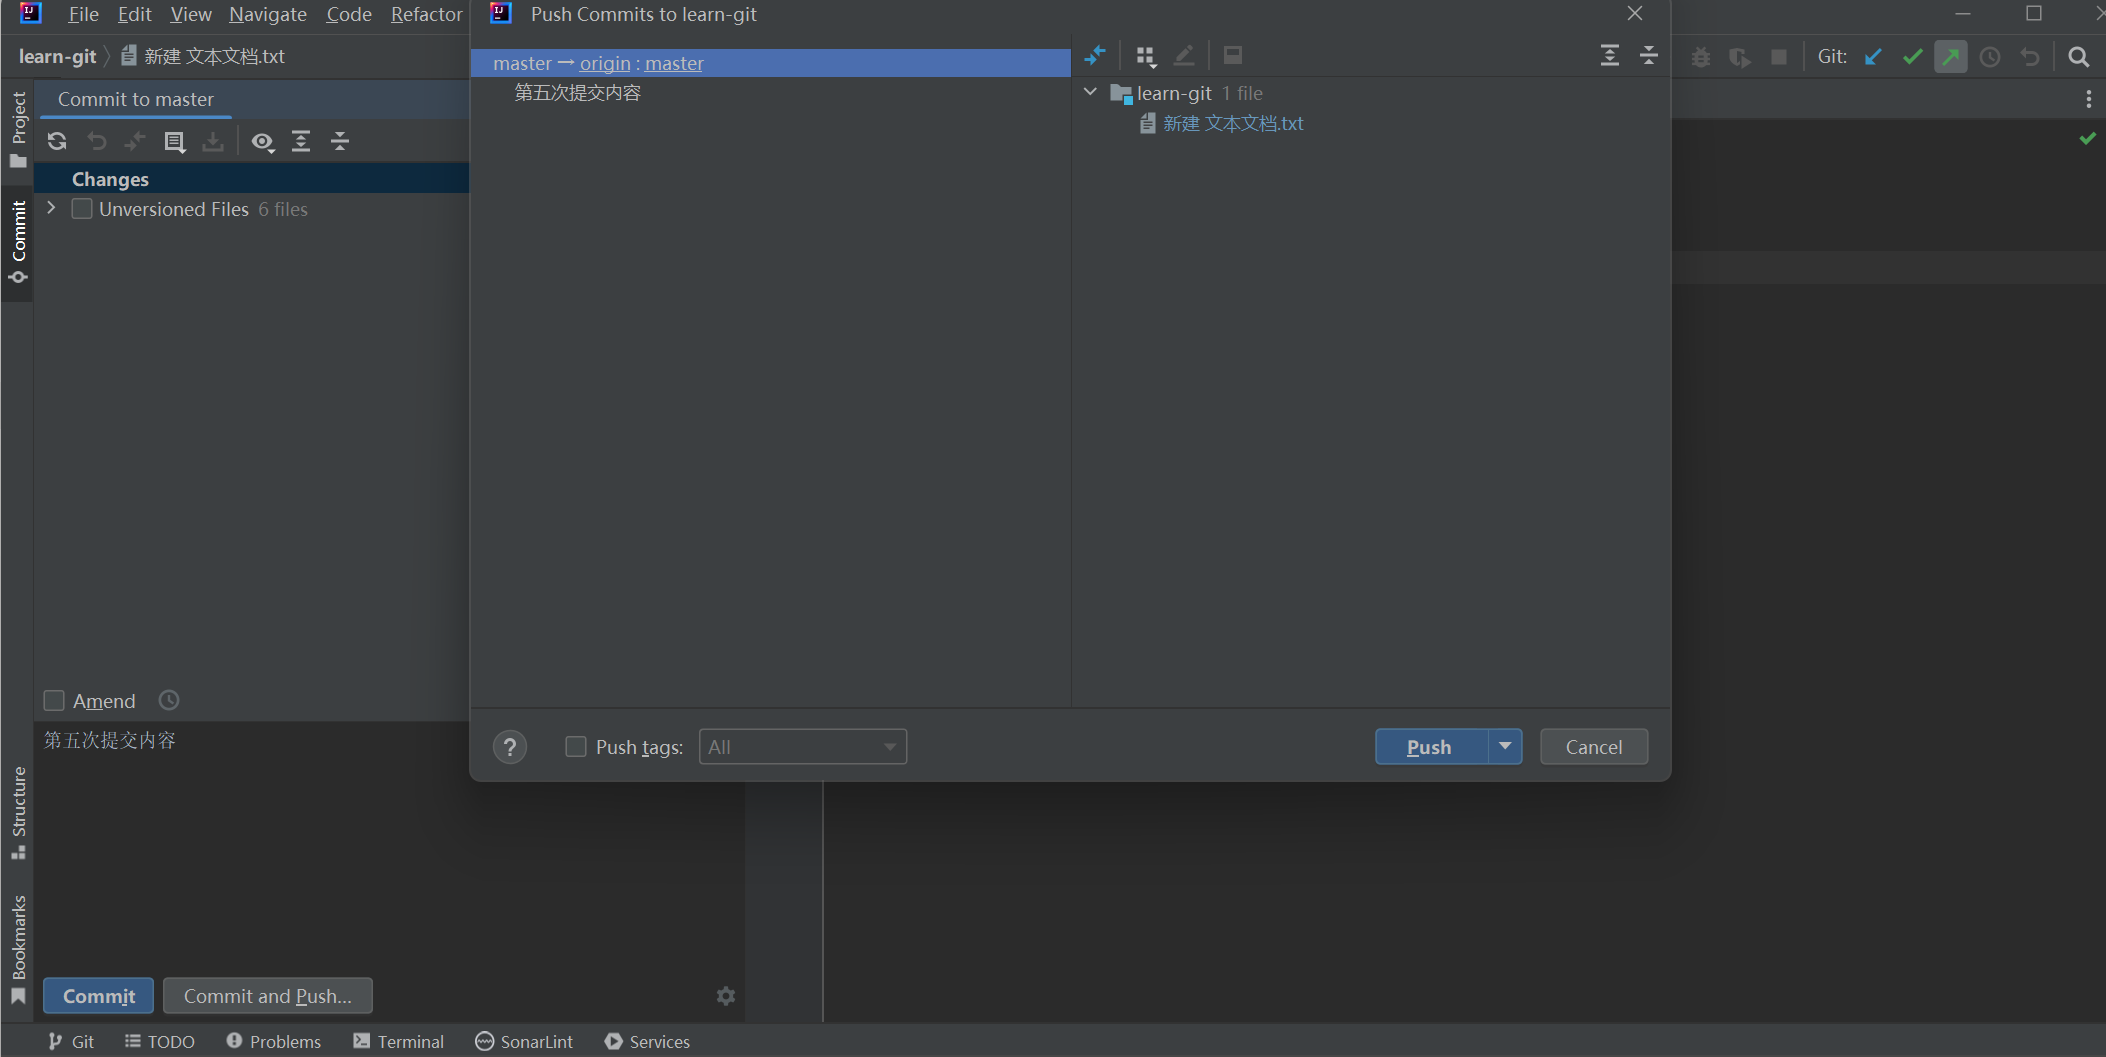 File Edit View Navigate Code Refactor
Push Commits to learn-git
learn-git 新建 文本文档.txt
Git:
Project
Commit
Structure
Bookmarks
Commit to master
Changes
Unversioned Files 6 files
Amend
第五次提交内容
Commit
Commit and Push...
master → origin : master
第五次提交内容
learn-git 1 file
新建 文本文档.txt
? Push tags: All
Push
Cancel
Git TODO Problems Terminal SonarLint Services